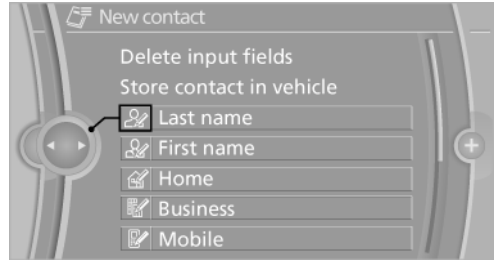 New contact
Delete input fields
Store contact in vehicle
Last name
First name
Home
Business
Mobile